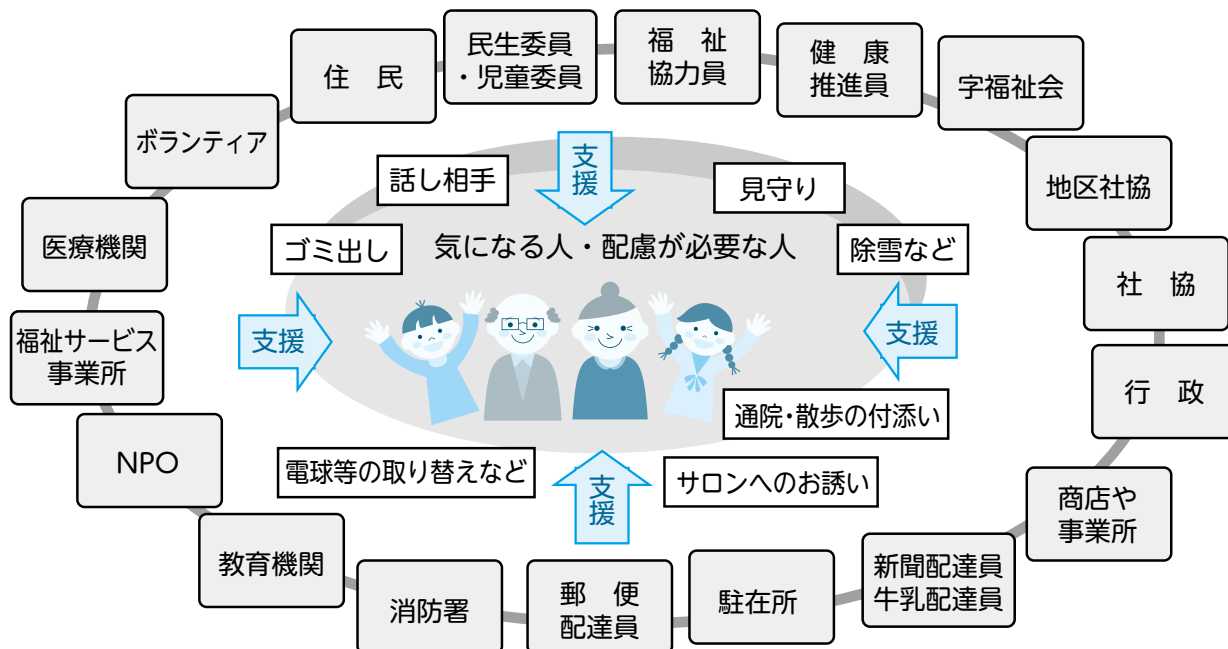 民生委員
・児童委員
福　祉
協力員
健　康
推進員
字福祉会
地区社協
社　協
行　政
商店や
事業所
新聞配達員
牛乳配達員
駐在所
郵　便
配達員
消防署
教育機関
NPO
福祉サービス
事業所
医療機関
ボランティア
住　民
支援
話し相手
見守り
ゴミ出し
気になる人・配慮が必要な人
除雪など
支援
支援
通院・散歩の付添い
電球等の取り替えなど
支援
サロンへのお誘い